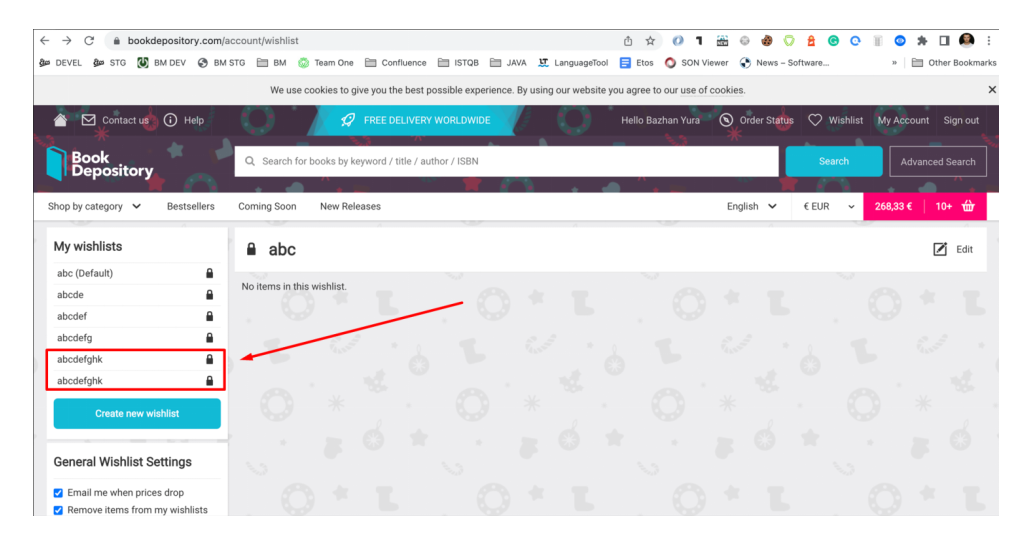 bookdepository.com/account/wishlist
DEVEL STG BM DEV BM STG BM Team One Confluence ISTQB JAVA LanguageTool Etos SON Viewer News – Software... » Other Bookmarks
We use cookies to give you the best possible experience. By using our website you agree to our use of cookies.
Contact us Help FREE DELIVERY WORLDWIDE Hello Bazhan Yura Order Status Wishlist My Account Sign out
Book
Depository
Search for books by keyword / title / author / ISBN Search Advanced Search
Shop by category Bestsellers Coming Soon New Releases English € EUR 268,33 € 10+
My wishlists
abc (Default)
abcde
abcdef
abcdefg
abcdefghk
abcdefghk
Create new wishlist
General Wishlist Settings
Email me when prices drop
Remove items from my wishlists
abc Edit
No items in this wishlist.